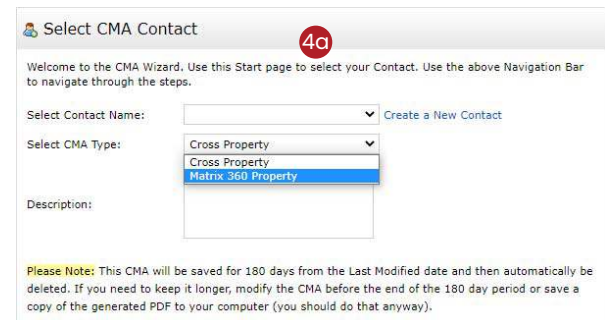 Select CMA Contact
4a
Welcome to the CMA Wizard. Use this Start page to select your Contact. Use the above Navigation Bar
to navigate through the steps.
Select Contact Name:
Create a New Contact
Select CMA Type:
Cross Property
Cross Property
Matrix 360 Property
Description:
Please Note: This CMA will be saved for 180 days from the Last Modified date and then automatically be
deleted. If you need to keep it longer, modify the CMA before the end of the 180 day period or save a
copy of the generated PDF to your computer (you should do that anyway).